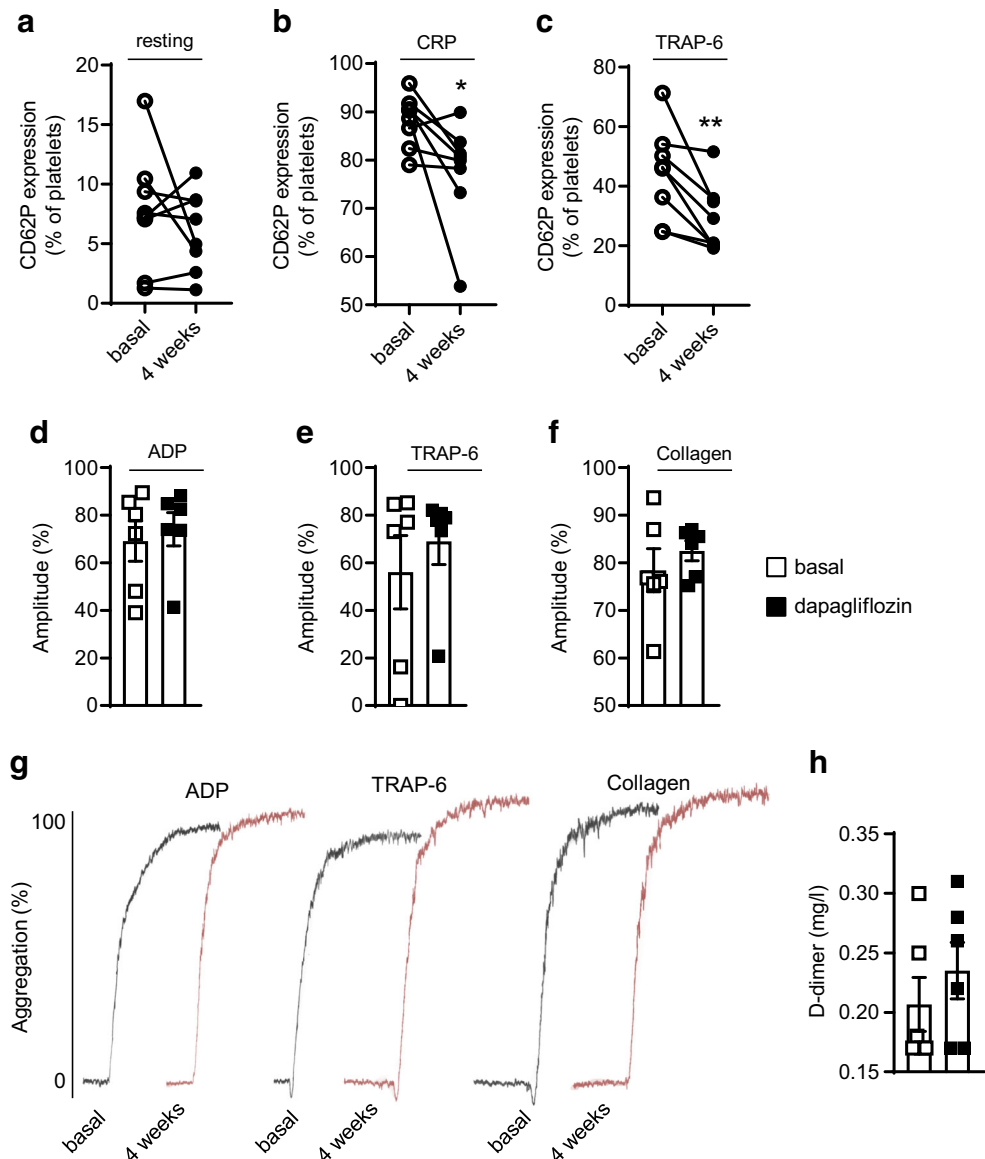 a
resting
CD62P expression
(% of platelets)
20
15
10
5
0
basal
4 weeks
b
CRP
*
CD62P expression
(% of platelets)
100
90
80
70
60
50
basal
4 weeks
c
TRAP-6
**
CD62P expression
(% of platelets)
80
60
40
20
0
basal
4 weeks
d
ADP
Amplitude (%)
100
80
60
40
20
0
e
TRAP-6
Amplitude (%)
100
80
60
40
20
0
f
Collagen
Amplitude (%)
100
90
80
70
60
50
basal
dapagliflozin
g
ADP
TRAP-6
Collagen
Aggregation (%)
100
0
basal
4 weeks
basal
4 weeks
basal
4 weeks
h
D-dimer (mg/l)
0.35
0.30
0.25
0.20
0.15